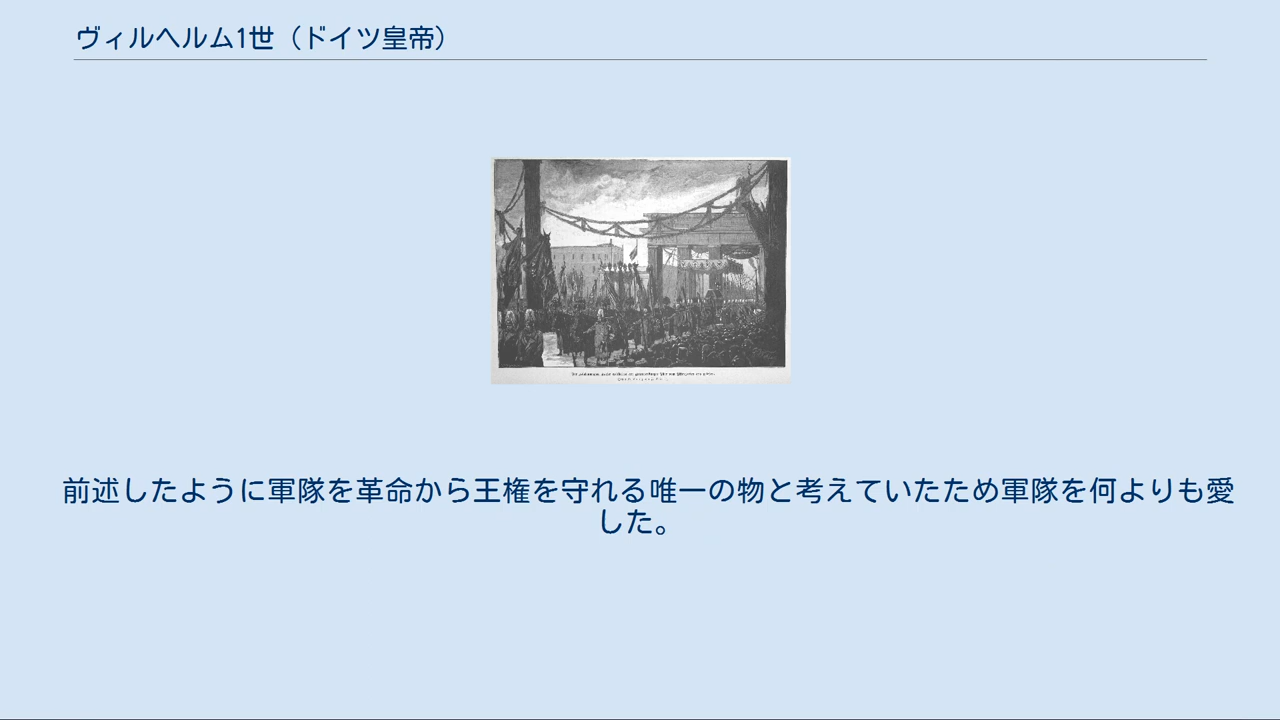 ヴィルヘルム1世（ドイツ皇帝）
前述したように軍隊を革命から王権を守れる唯一の物と考えていたため軍隊を何よりも愛
した。